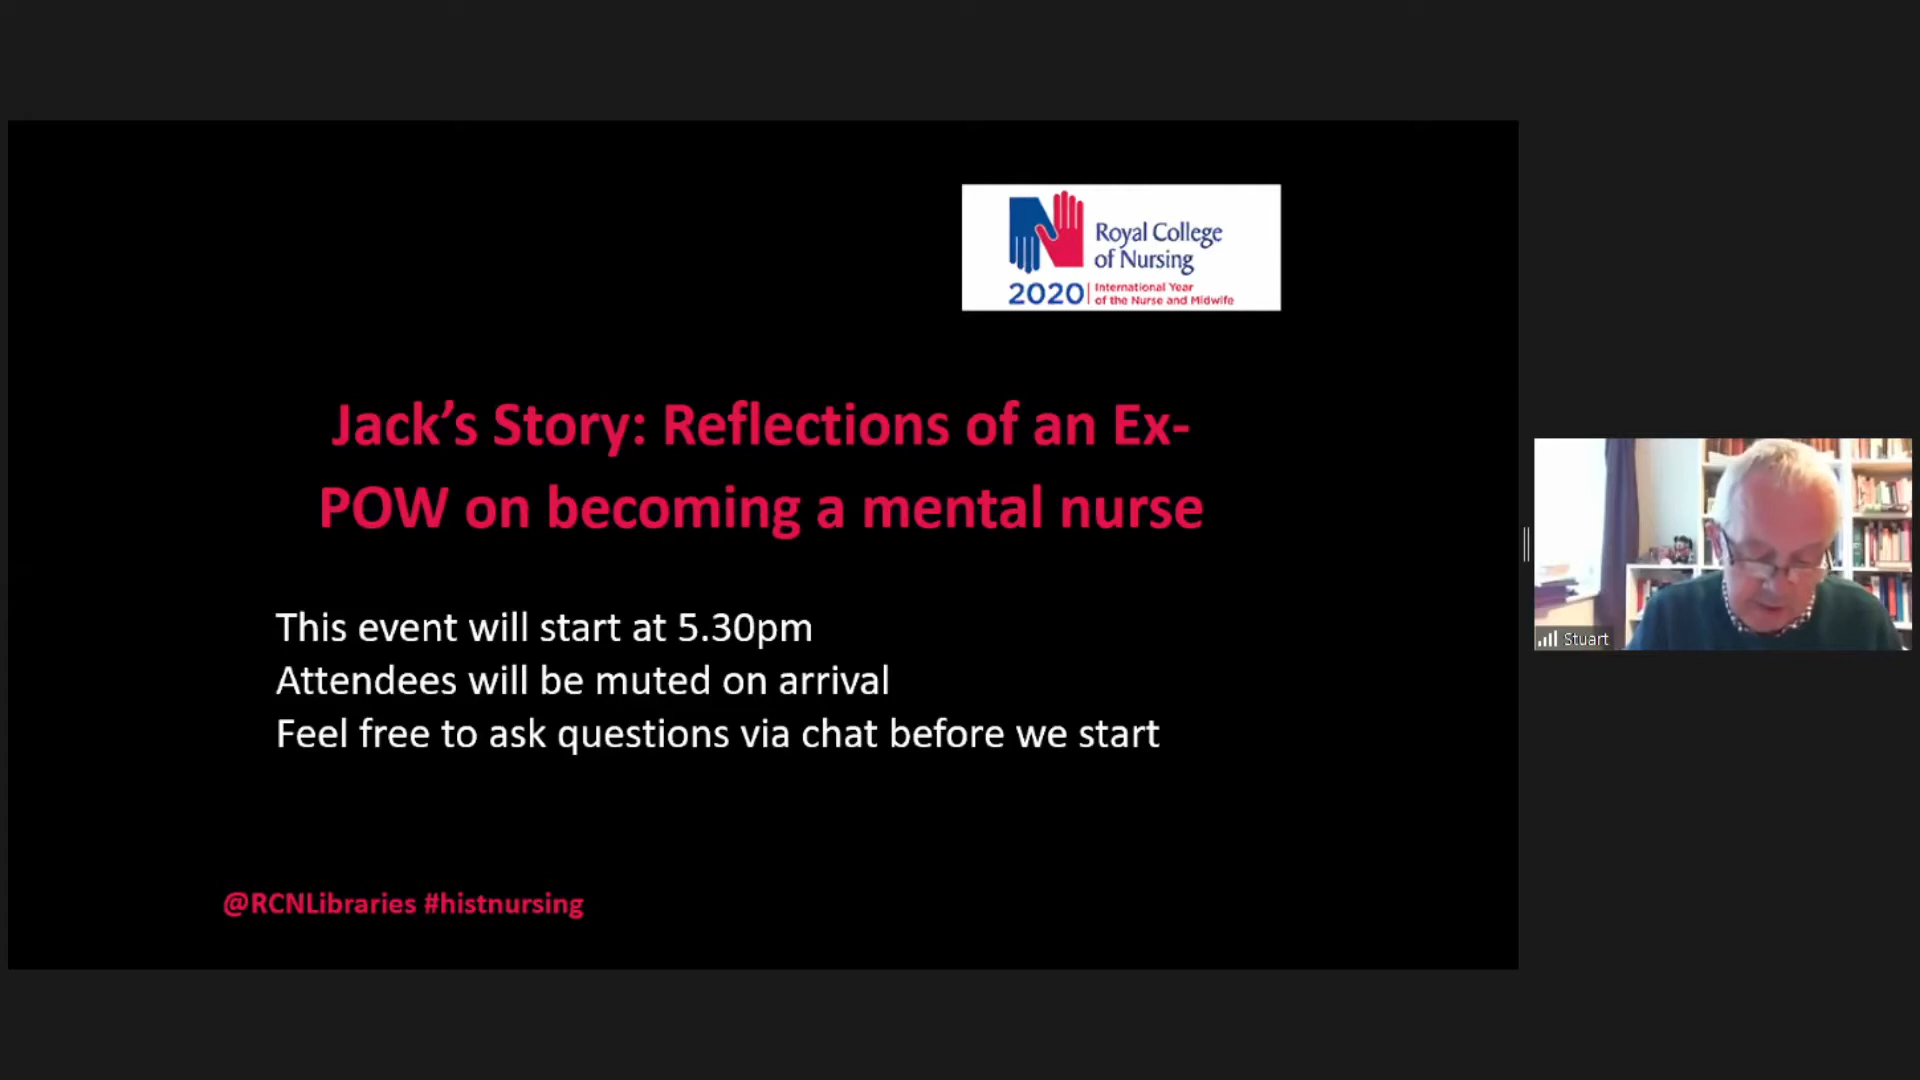 Royal College
of Nursing
2020
International Year
of the Nurse and Midwife
Jack’s Story: Reflections of an Ex-
POW on becoming a mental nurse
This event will start at 5.30pm
Attendees will be muted on arrival
Feel free to ask questions via chat before we start
@RCNLibraries #histnursing
Stuart